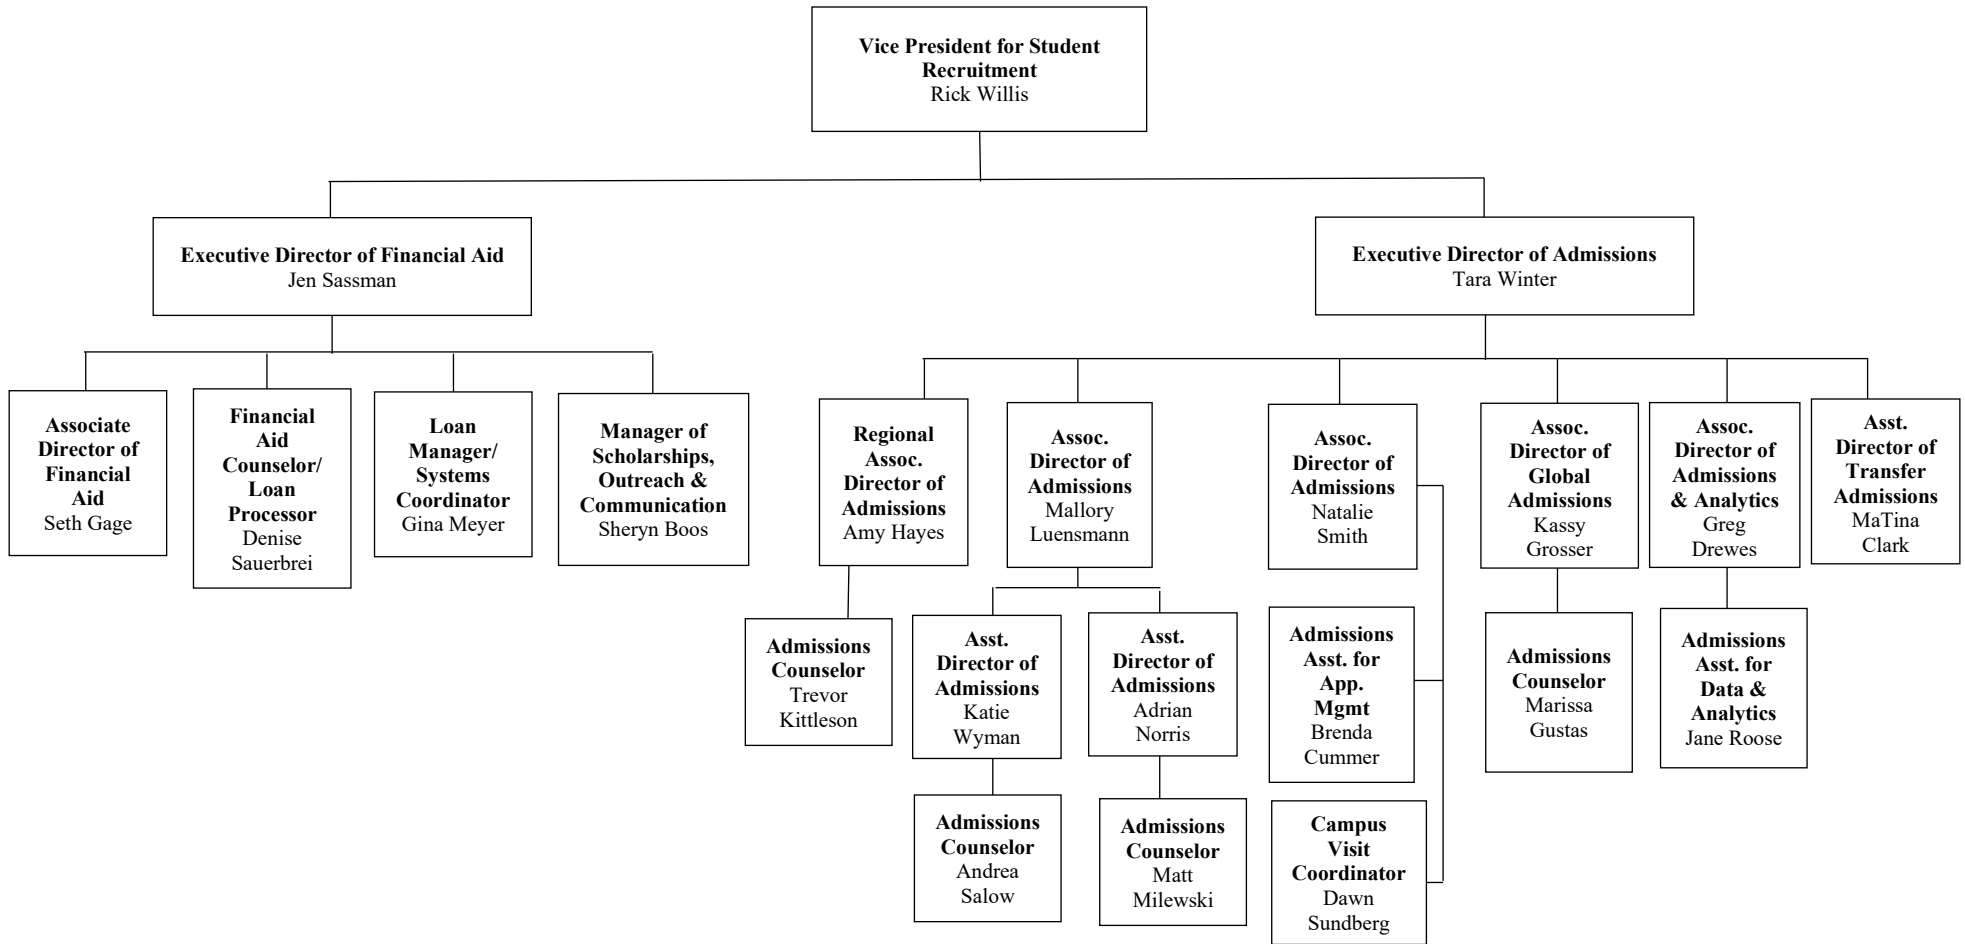 Vice President for Student
Recruitment
Rick Willis
Executive Director of Financial Aid
Jen Sassman
Executive Director of Admissions
Tara Winter
Associate
Director of
Financial
Aid
Seth Gage
Financial
Aid
Counselor/
Loan
Processor
Denise
Sauerbrei
Loan
Manager/
Systems
Coordinator
Gina Meyer
Manager of
Scholarships,
Outreach &
Communication
Sheryn Boos
Regional
Assoc.
Director of
Admissions
Amy Hayes
Assoc.
Director of
Admissions
Mallory
Luensmann
Assoc.
Director of
Admissions
Natalie
Smith
Assoc.
Director of
Global
Admissions
Kassy
Grosser
Assoc.
Director of
Admissions
& Analytics
Greg
Drewes
Asst.
Director of
Transfer
Admissions
MaTina
Clark
Admissions
Counselor
Trevor
Kittleson
Asst.
Director of
Admissions
Katie
Wyman
Asst.
Director of
Admissions
Adrian
Norris
Admissions
Asst. for
App.
Mgmt
Brenda
Cummer
Admissions
Counselor
Marissa
Gustas
Admissions
Asst. for
Data &
Analytics
Jane Roose
Admissions
Counselor
Andrea
Salow
Admissions
Counselor
Matt
Milewski
Campus
Visit
Coordinator
Dawn
Sundberg